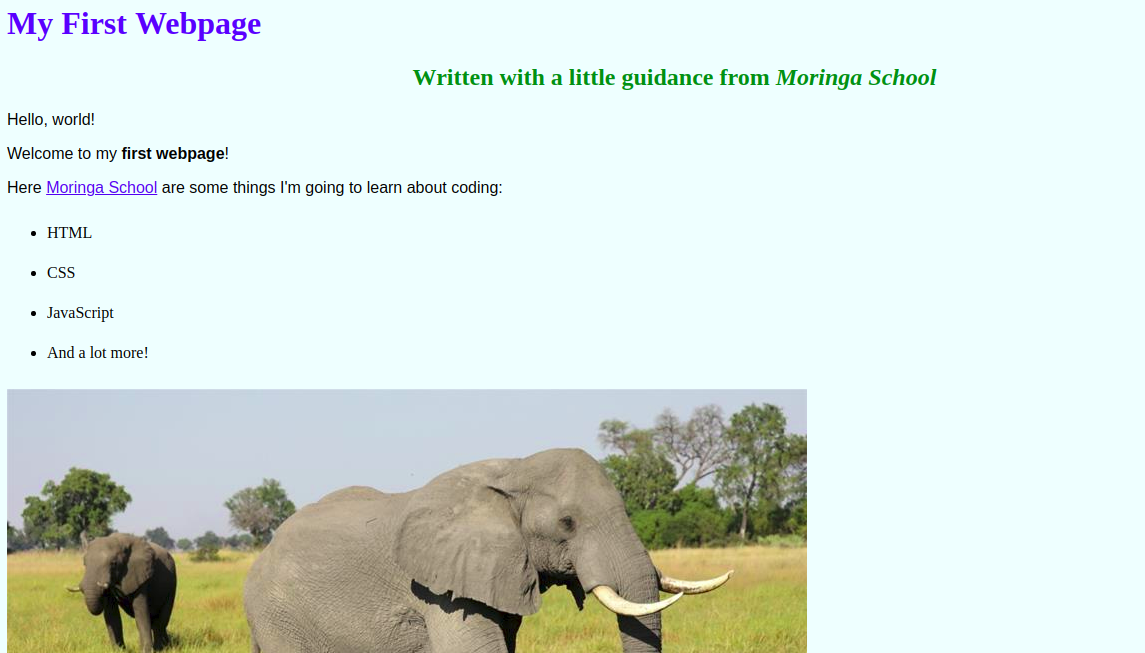 My First Webpage
Written with a little guidance from Moringa School
Hello, world!
Welcome to my first webpage!
Here Moringa School are some things I'm going to learn about coding:
HTML
CSS
JavaScript
And a lot more!